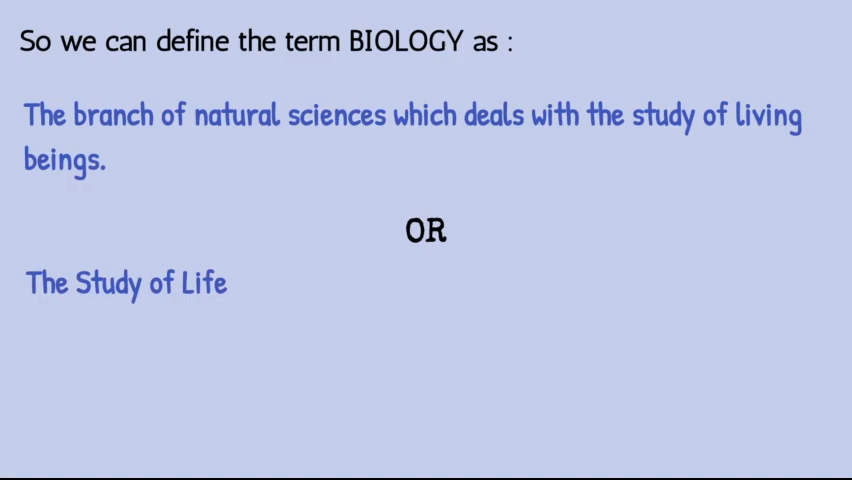 So we can define the term BIOLOGY as :
The branch of natural sciences which deals with the study of living
beings.
OR
The Study of Life